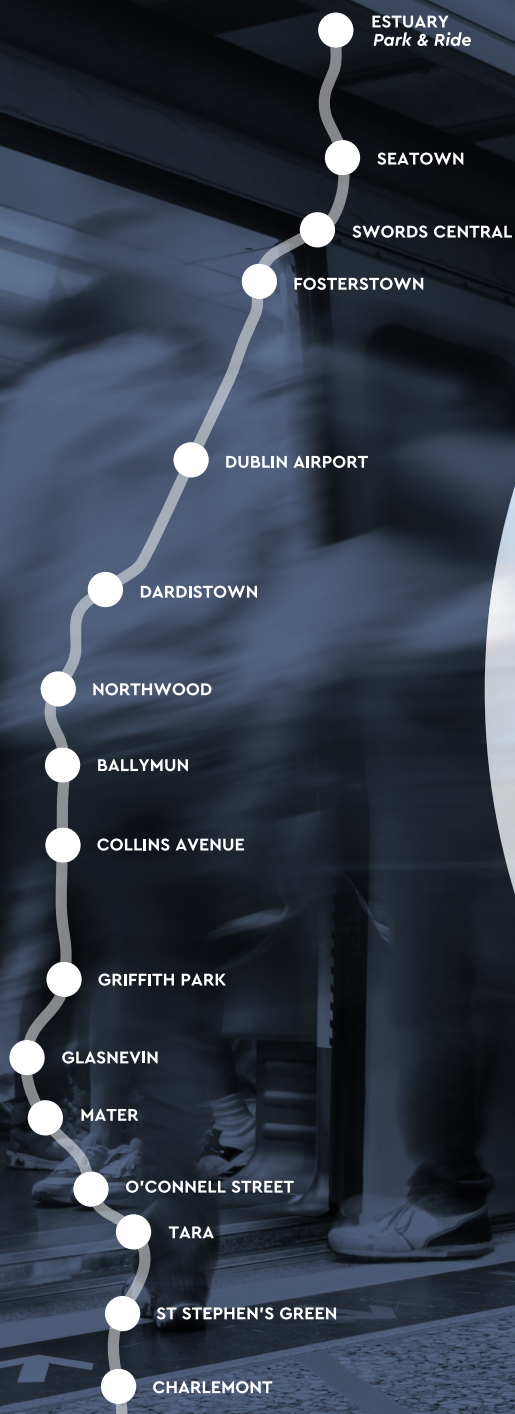 ESTUARY
Park & Ride
SEATOWN
SWORDS CENTRAL
FOSTERSTOWN
DUBLIN AIRPORT
DARDISTOWN
NORTHWOOD
BALLYMUN
COLLINS AVENUE
GRIFFITH PARK
GLASNEVIN
MATER
O'CONNELL STREET
TARA
ST STEPHEN'S GREEN
CHARLEMONT